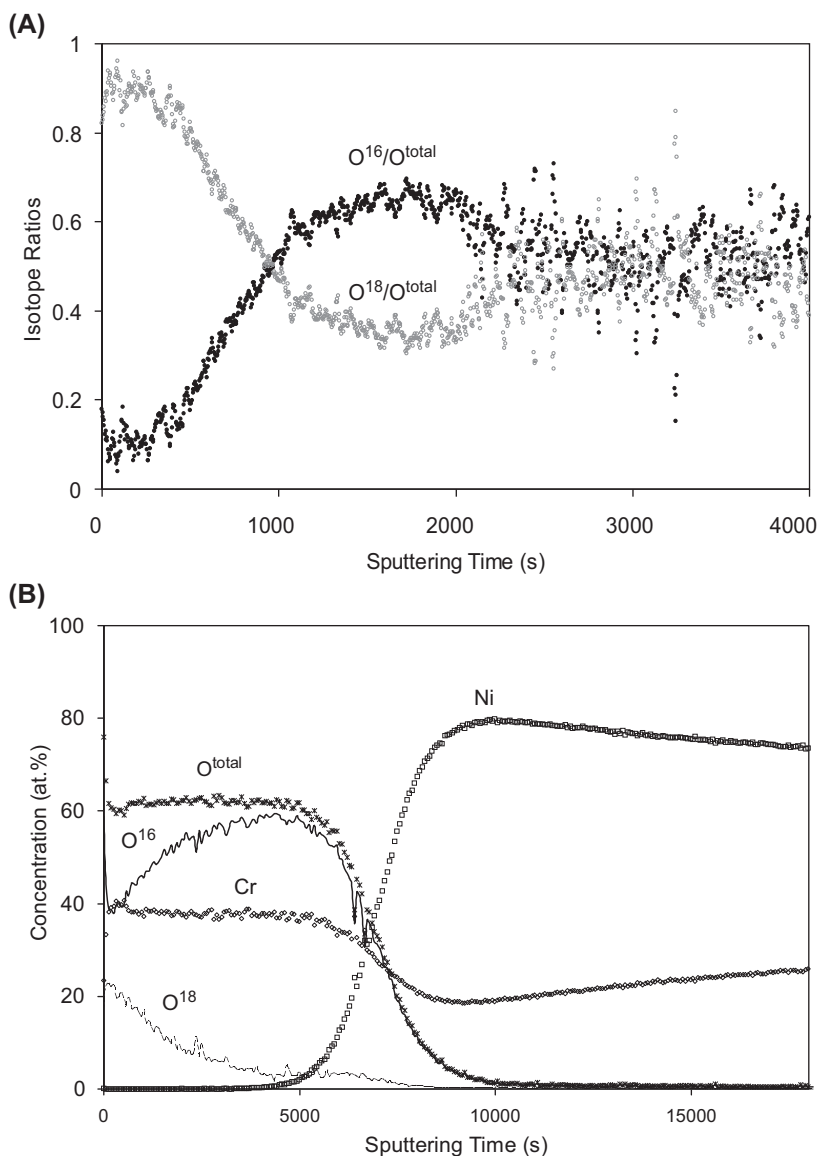 (A)
1
0.8
0.6
0.4
0.2
0
Isotope Ratios
O¹⁶/Oᵗᵒᵗᵃˡ
O¹⁸/Oᵗᵒᵗᵃˡ
0 1000 2000 3000 4000
Sputtering Time (s)
(B)
100
80
60
40
20
0
Concentration (at.%)
Ni
Oᵗᵒᵗᵃˡ
O¹⁶
Cr
O¹⁸
0 5000 10000 15000
Sputtering Time (s)